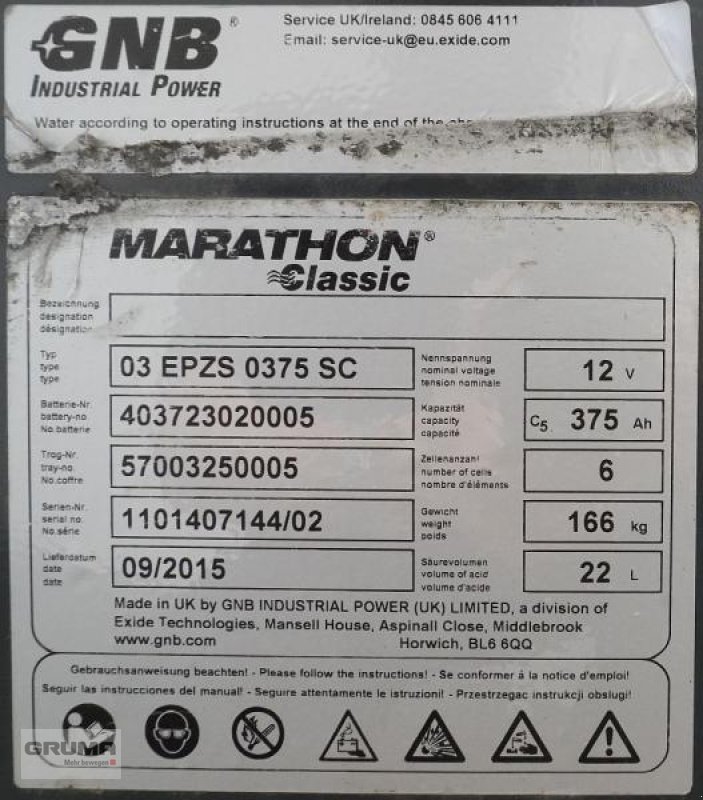 GNB®
INDUSTRIAL POWER
Service UK/Ireland: 0845 606 4111
Email: service-uk@eu.exide.com
Water according to operating instructions at the end of the
MARATHON®
Classic
Bezeichnung
designation
désignation
Typ
type
type
03 EPZS 0375 SC
Nennspannung
nominal voltage
tension nominale
12 V
Batterie-Nr.
battery-no.
No.batterie
403723020005
Kapazität
capacity
capacité
C5 375 Ah
Trog-Nr.
tray-no.
No.coffre
57003250005
Zellenanzahl
number of cells
nombre d'éléments
6
Serien-Nr.
serial no.
No.série
1101407144/02
Gewicht
weight
poids
166 kg
Lieferdatum
date
date
09/2015
Säurevolumen
volume of acid
volume d'acide
22 L
Made in UK by GNB INDUSTRIAL POWER (UK) LIMITED, a division of
Exide Technologies, Mansell House, Aspinall Close, Middlebrook
www.gnb.com Horwich, BL6 6QQ
Gebrauchsanweisung beachten! - Please follow the instructions! - Se conformer à la notice d'emploi!
Seguir las instrucciones del manual! - Seguire attentamente le istruzioni! - Przestrzegac instrukcji obslugi!
GRUMA
Mehr bewegen